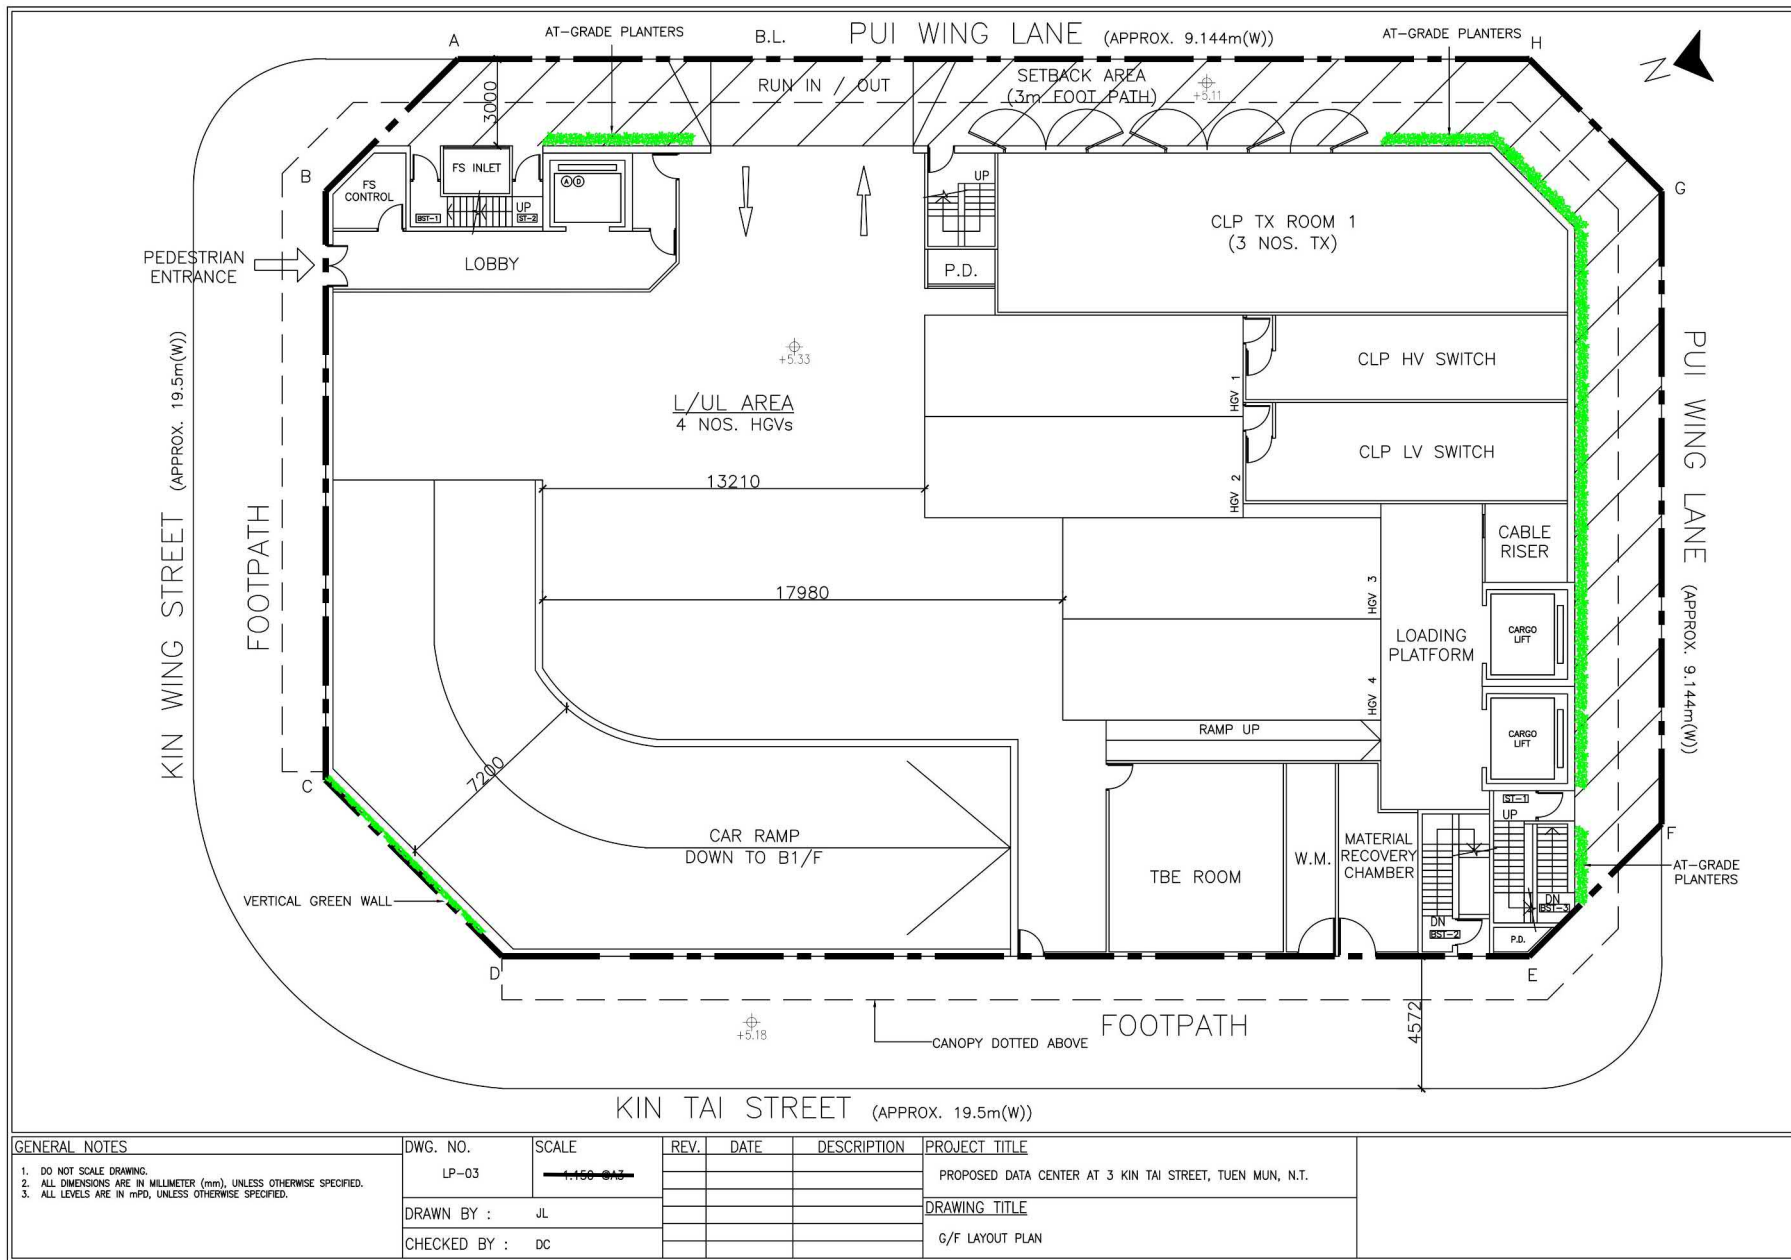 AT-GRADE PLANTERS
B.L.
PUI WING LANE (APPROX. 9.144m(W))
AT-GRADE PLANTERS
A
H
N
RUN IN / OUT
SETBACK AREA
(3m FOOT PATH)
+5.11
3000
B
FS INLET
FS
CONTROL
A D
UP
BST-1
UP
ST-2
G
CLP TX ROOM 1
(3 NOS. TX)
PEDESTRIAN
ENTRANCE
LOBBY
P.D.
+5.33
CLP HV SWITCH
HGV 1
L/UL AREA
4 NOS. HGVs
CLP LV SWITCH
HGV 2
13210
KIN WING STREET (APPROX. 19.5m(W))
FOOTPATH
PUI WING LANE (APPROX. 9.144m(W))
CABLE
RISER
17980
HGV 3
LOADING
PLATFORM
CARGO
LIFT
HGV 4
RAMP UP
CARGO
LIFT
7200
C
ST-1
UP
F
CAR RAMP
DOWN TO B1/F
MATERIAL
RECOVERY
CHAMBER
W.M.
TBE ROOM
AT-GRADE
PLANTERS
VERTICAL GREEN WALL
DN
BST-3
DN
BST-2
P.D.
D
E
4572
+5.18
FOOTPATH
CANOPY DOTTED ABOVE
KIN TAI STREET (APPROX. 19.5m(W))
GENERAL NOTES
1. DO NOT SCALE DRAWING.
2. ALL DIMENSIONS ARE IN MILLIMETER (mm), UNLESS OTHERWISE SPECIFIED.
3. ALL LEVELS ARE IN mPD, UNLESS OTHERWISE SPECIFIED.
DWG. NO.
LP-03
SCALE
1:150 @A3
DRAWN BY : JL
CHECKED BY : DC
REV. DATE DESCRIPTION
PROJECT TITLE
PROPOSED DATA CENTER AT 3 KIN TAI STREET, TUEN MUN, N.T.
DRAWING TITLE
G/F LAYOUT PLAN